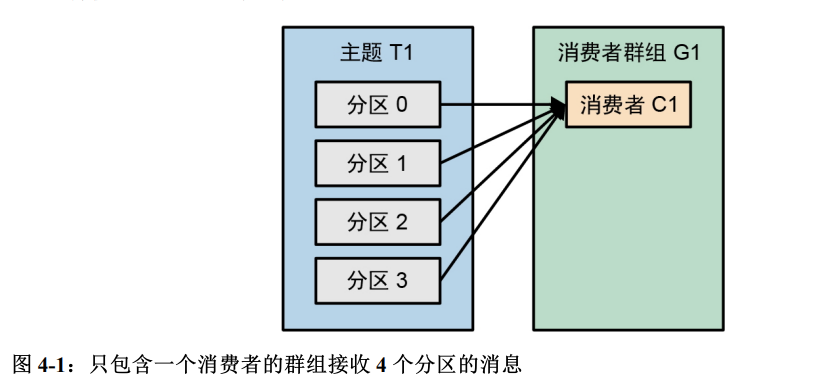 主题 T1
消费者群组 G1
分区 0
消费者 C1
分区 1
分区 2
分区 3
图 4-1：只包含一个消费者的群组接收 4 个分区的消息